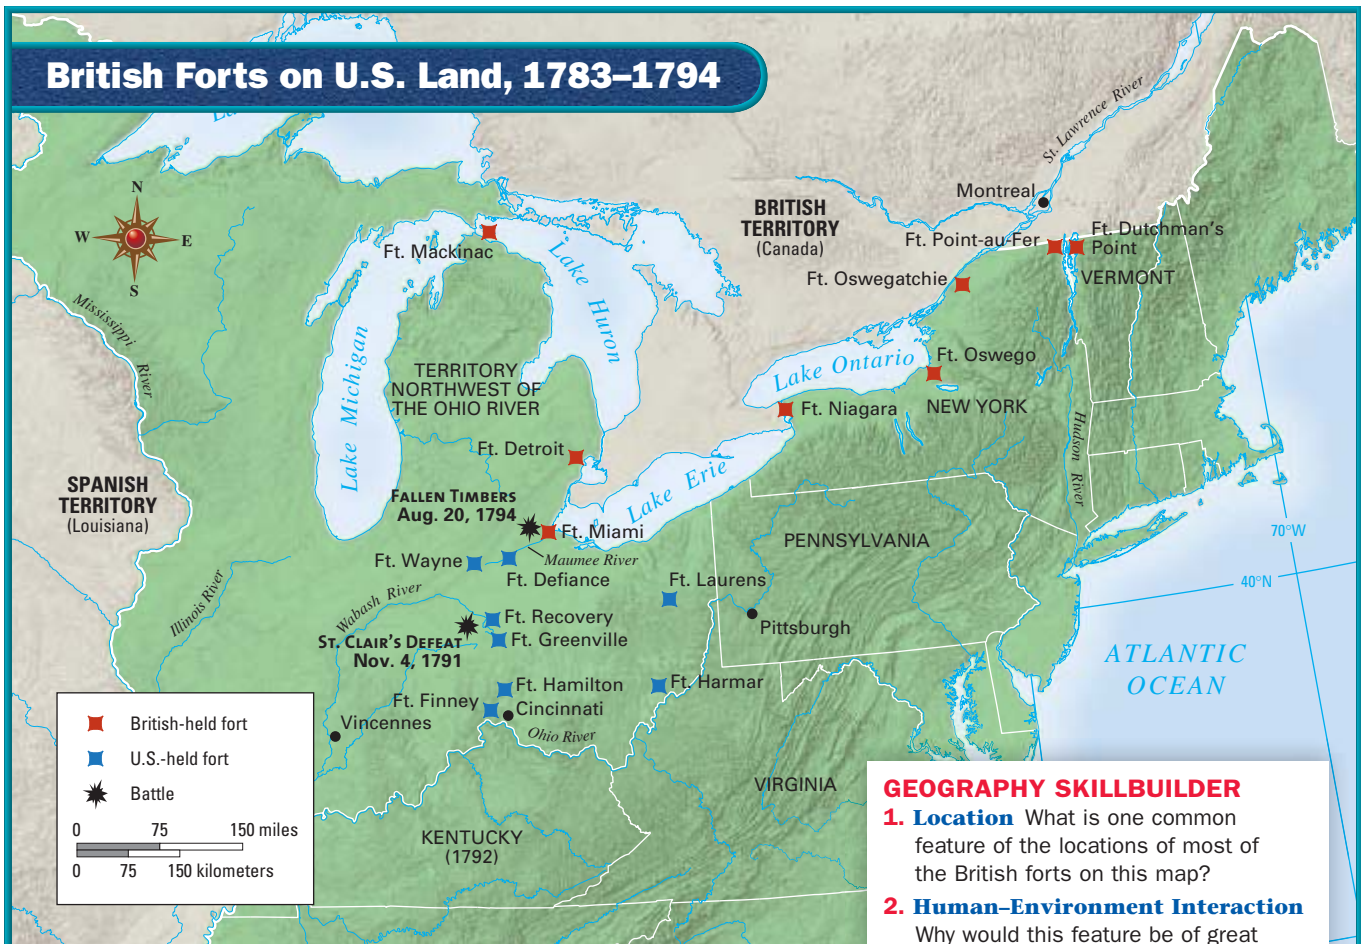 British Forts on U.S. Land, 1783–1794
N
W
E
S
St. Lawrence River
Montreal
BRITISH
TERRITORY
(Canada)
Ft. Mackinac
Ft. Point-au-Fer
Ft. Dutchman's
Point
Ft. Oswegatchie
VERMONT
Lake Huron
Mississippi
River
Lake Michigan
TERRITORY
NORTHWEST OF
THE OHIO RIVER
Lake Ontario
Ft. Oswego
Ft. Niagara
NEW YORK
Hudson River
Ft. Detroit
Lake Erie
SPANISH
TERRITORY
(Louisiana)
FALLEN TIMBERS
Aug. 20, 1794
Ft. Miami
PENNSYLVANIA
70°W
40°N
Ft. Wayne
Maumee River
Ft. Defiance
Ft. Laurens
Illinois River
Wabash River
Ft. Recovery
Pittsburgh
ST. CLAIR'S DEFEAT
Nov. 4, 1791
Ft. Greenville
ATLANTIC
OCEAN
Ft. Hamilton
Ft. Harmar
Ft. Finney
Cincinnati
Vincennes
Ohio River
VIRGINIA
KENTUCKY
(1792)
British-held fort
U.S.-held fort
Battle
0 75 150 miles
0 75 150 kilometers
GEOGRAPHY SKILLBUILDER
1. Location What is one common
feature of the locations of most of
the British forts on this map?
2. Human–Environment Interaction
Why would this feature be of great